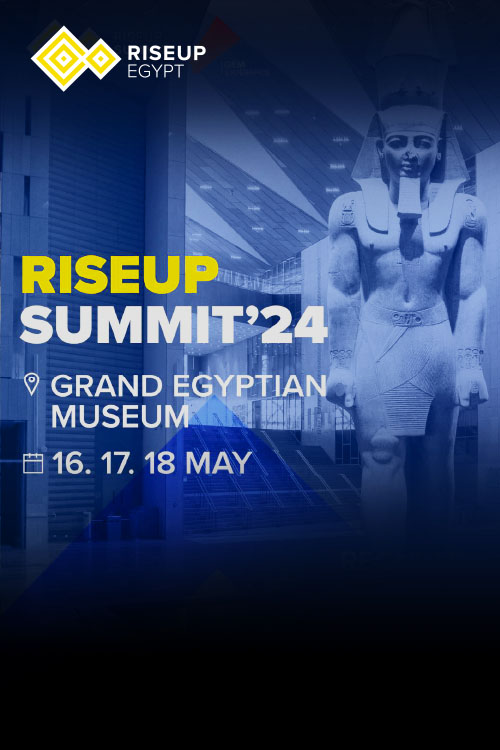 RISEUP
EGYPT
RISEUP
SUMMIT'24
GRAND EGYPTIAN
MUSEUM
16. 17. 18 MAY